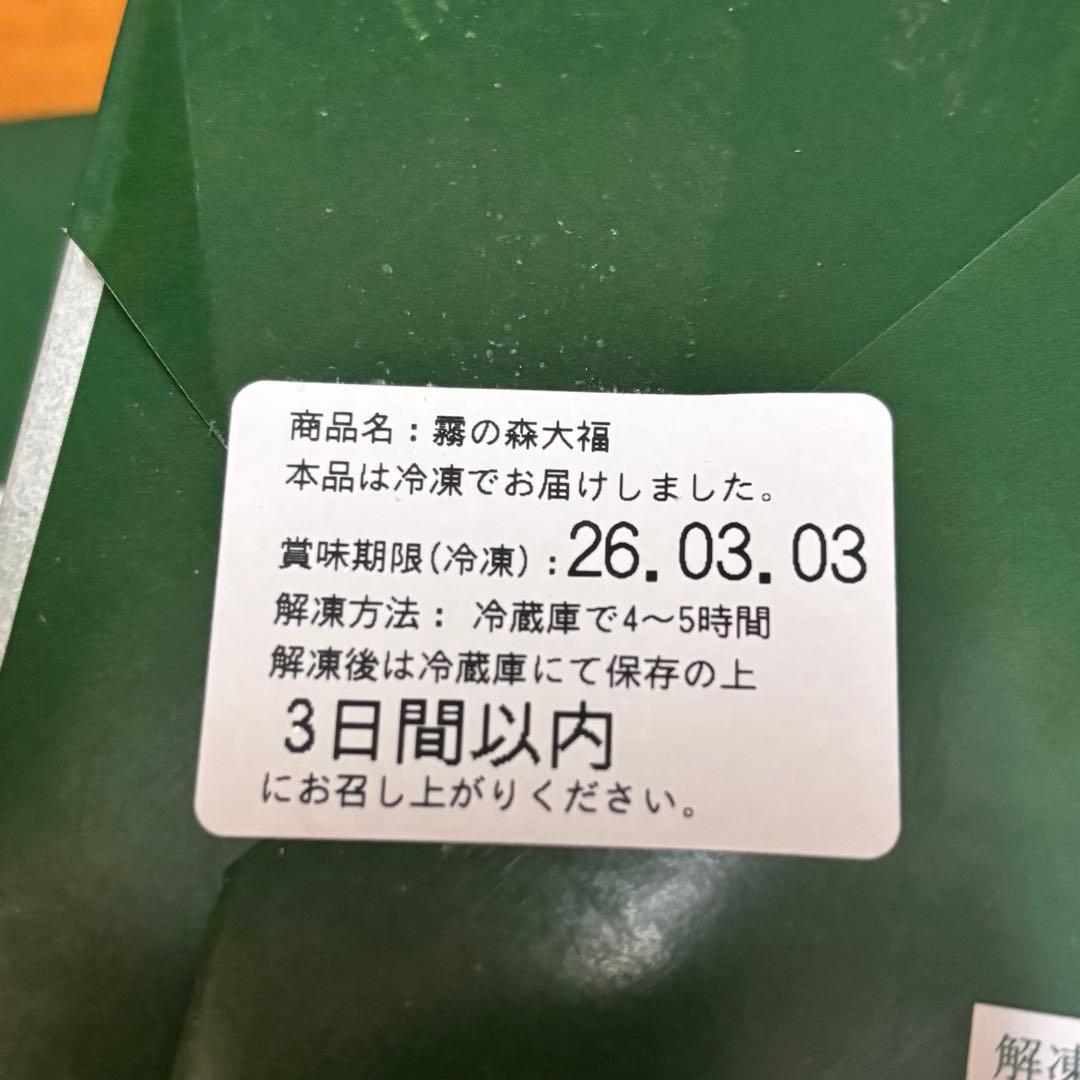 商品名：霧の森大福
本品は冷凍でお届けしました。
賞味期限(冷凍)：26.03.03
解凍方法： 冷蔵庫で4～5時間
解凍後は冷蔵庫にて保存の上
3日間以内
にお召し上がりください。
解凍